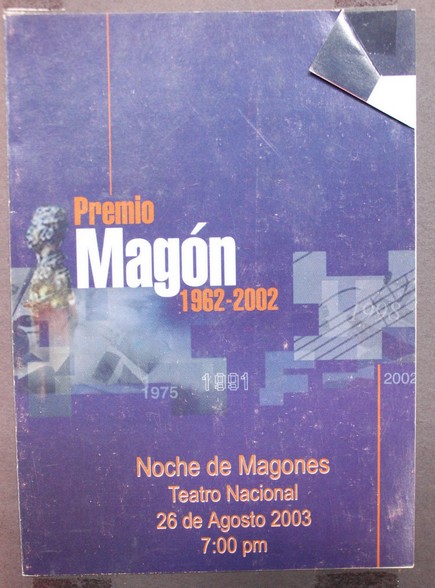 Premio
Magón
1962-2002
1998
1991
1975
2002
Noche de Magones
Teatro Nacional
26 de Agosto 2003
7:00 pm